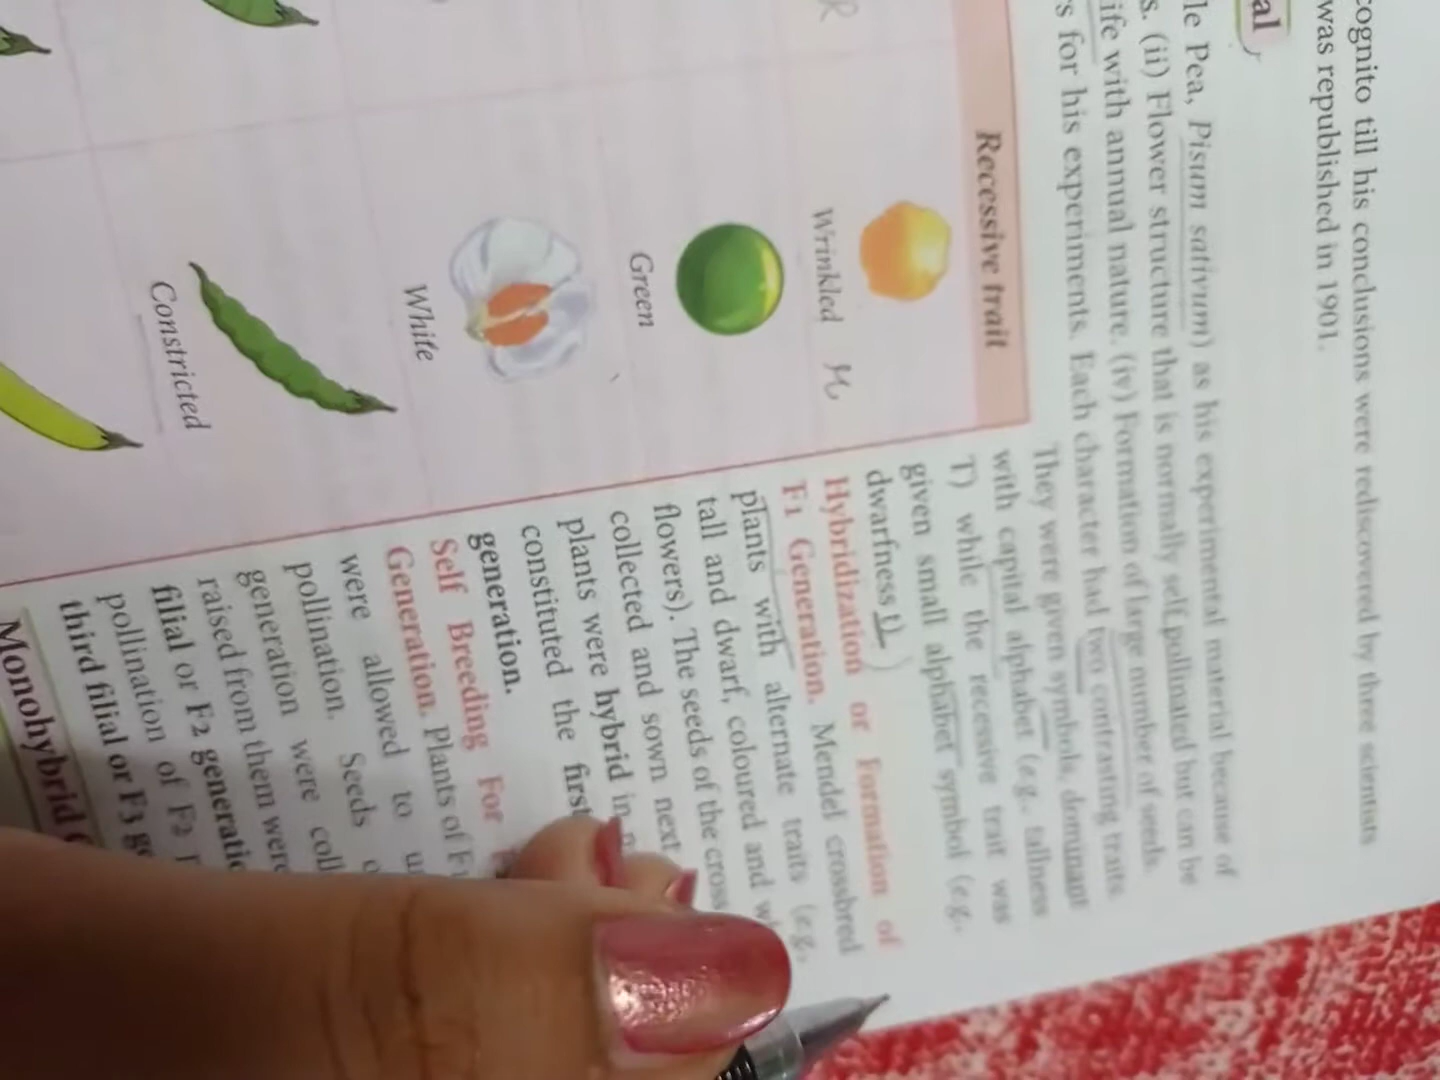 cognito till his conclusions were rediscovered by three scientists
was republished in 1901.
al
le Pea, Pisum sativum) as his experimental material because of
s. (ii) Flower structure that is normally self pollinated but can be
ife with annual nature. (iv) Formation of large number of seeds.
s for his experiments. Each character had two contrasting traits.
They were given symbols, dominant
with capital alphabet (e.g., tallness
T) while the recessive trait was
given small alphabet symbol (e.g.,
dwarfness t).
Hybridization or Formation of
F1 Generation. Mendel crossbred
plants with alternate traits (e.g.,
tall and dwarf, coloured and w
flowers). The seeds of the cross
collected and sown next
plants were hybrid in n
constituted the first
generation.
Self Breeding For
Generation. Plants of F1
were allowed to u
pollination. Seeds o
generation were coll
raised from them were
filial or F2 generatio
pollination of F2
third filial or F3 ge
Monohybrid
Recessive trait
Wrinkled
Green
White
Constricted